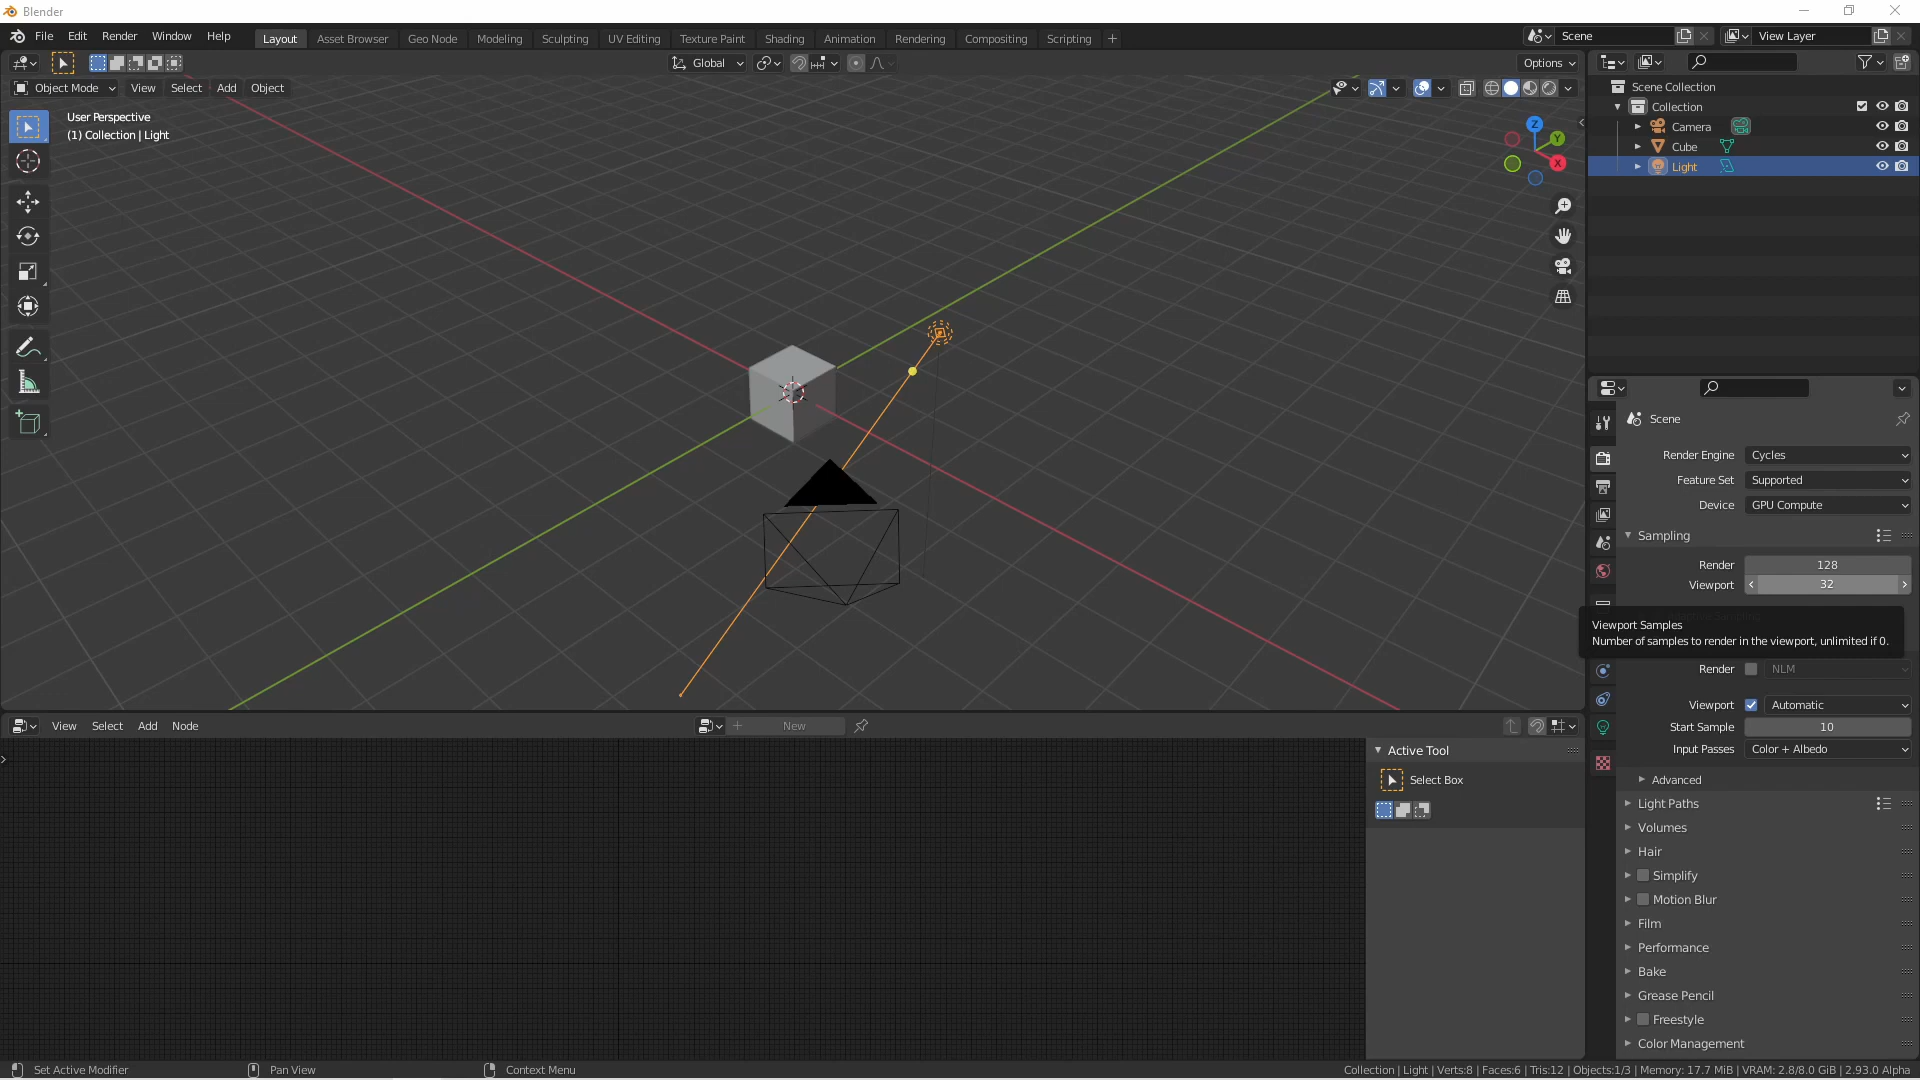 Blender
File Edit Render Window Help
Layout Asset Browser Geo Node Modeling Sculpting UV Editing Texture Paint Shading Animation Rendering Compositing Scripting +
Scene
View Layer
Global
Options
Object Mode View Select Add Object
User Perspective
(1) Collection | Light
Z
Y
X
Scene Collection
Collection
Camera
Cube
Light
Scene
Render Engine Cycles
Feature Set Supported
Device GPU Compute
Sampling
Render 128
Viewport 32
Viewport Samples
Number of samples to render in the viewport, unlimited if 0.
Render NLM
Viewport Automatic
Start Sample 10
Input Passes Color + Albedo
Advanced
Light Paths
Volumes
Hair
Simplify
Motion Blur
Film
Performance
Bake
Grease Pencil
Freestyle
Color Management
View Select Add Node
New
Active Tool
Select Box
Set Active Modifier
Pan View
Context Menu
Collection | Light | Verts:8 | Faces:6 | Tris:12 | Objects:1/3 | Memory: 17.7 MiB | VRAM: 2.8/8.0 GiB | 2.93.0 Alpha